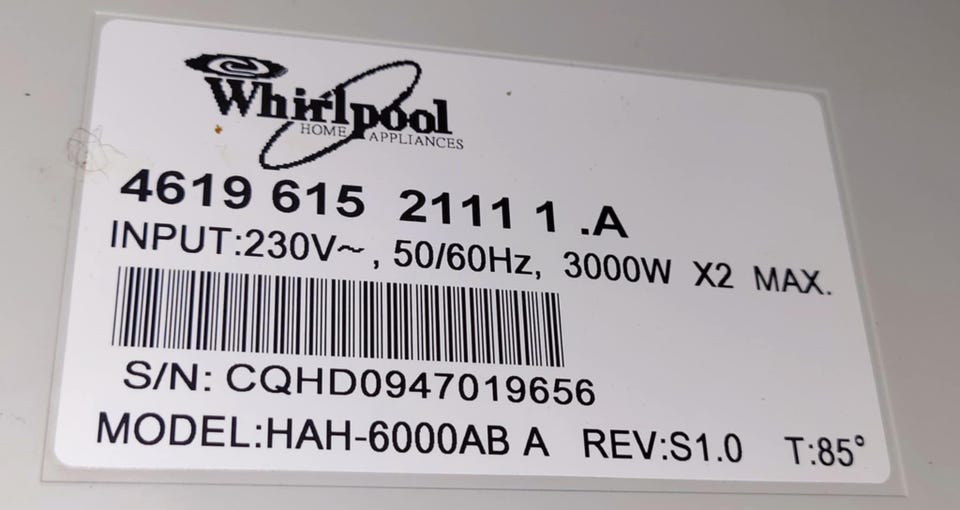 Whirlpool
HOME APPLIANCES
4619 615 2111 1 .A
INPUT:230V~, 50/60Hz, 3000W X2 MAX.
S/N: CQHD0947019656
MODEL:HAH-6000AB A REV:S1.0 T:85°